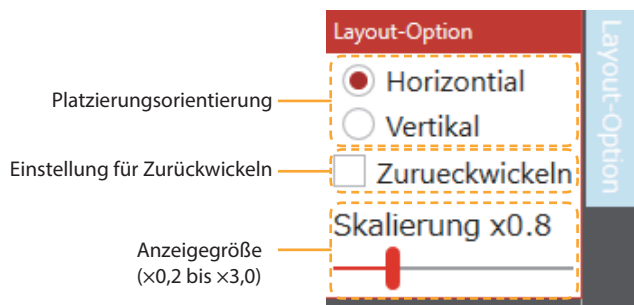 Layout-Option
Layout-Option
Horizontial
Platzierungsorientierung
Vertikal
Einstellung für Zurückwickeln
Zurueckwickeln
Skalierung x0.8
Anzeigegröße
(×0,2 bis ×3,0)